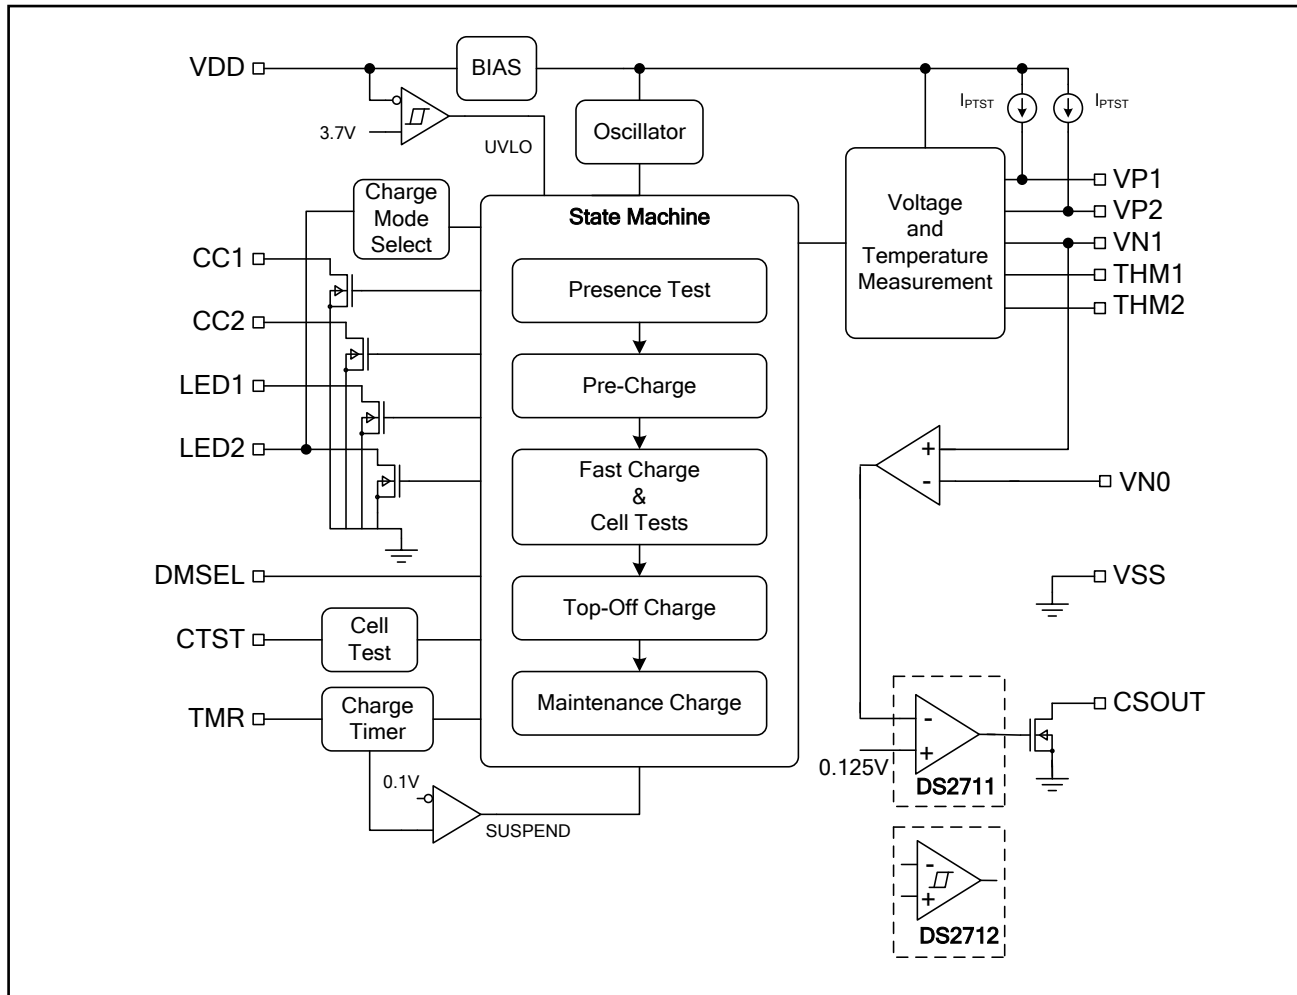 VDD
BIAS
3.7V
UVLO
Oscillator
IPTST
IPTST
Charge
Mode
Select
CC1
CC2
LED1
LED2
DMSEL
CTST
Cell
Test
TMR
Charge
Timer
0.1V
SUSPEND
State Machine
Presence Test
Pre-Charge
Fast Charge
&
Cell Tests
Top-Off Charge
Maintenance Charge
Voltage
and
Temperature
Measurement
VP1
VP2
VN1
THM1
THM2
+
-
VN0
VSS
CSOUT
-
+
0.125V
DS2711
-
+
DS2712